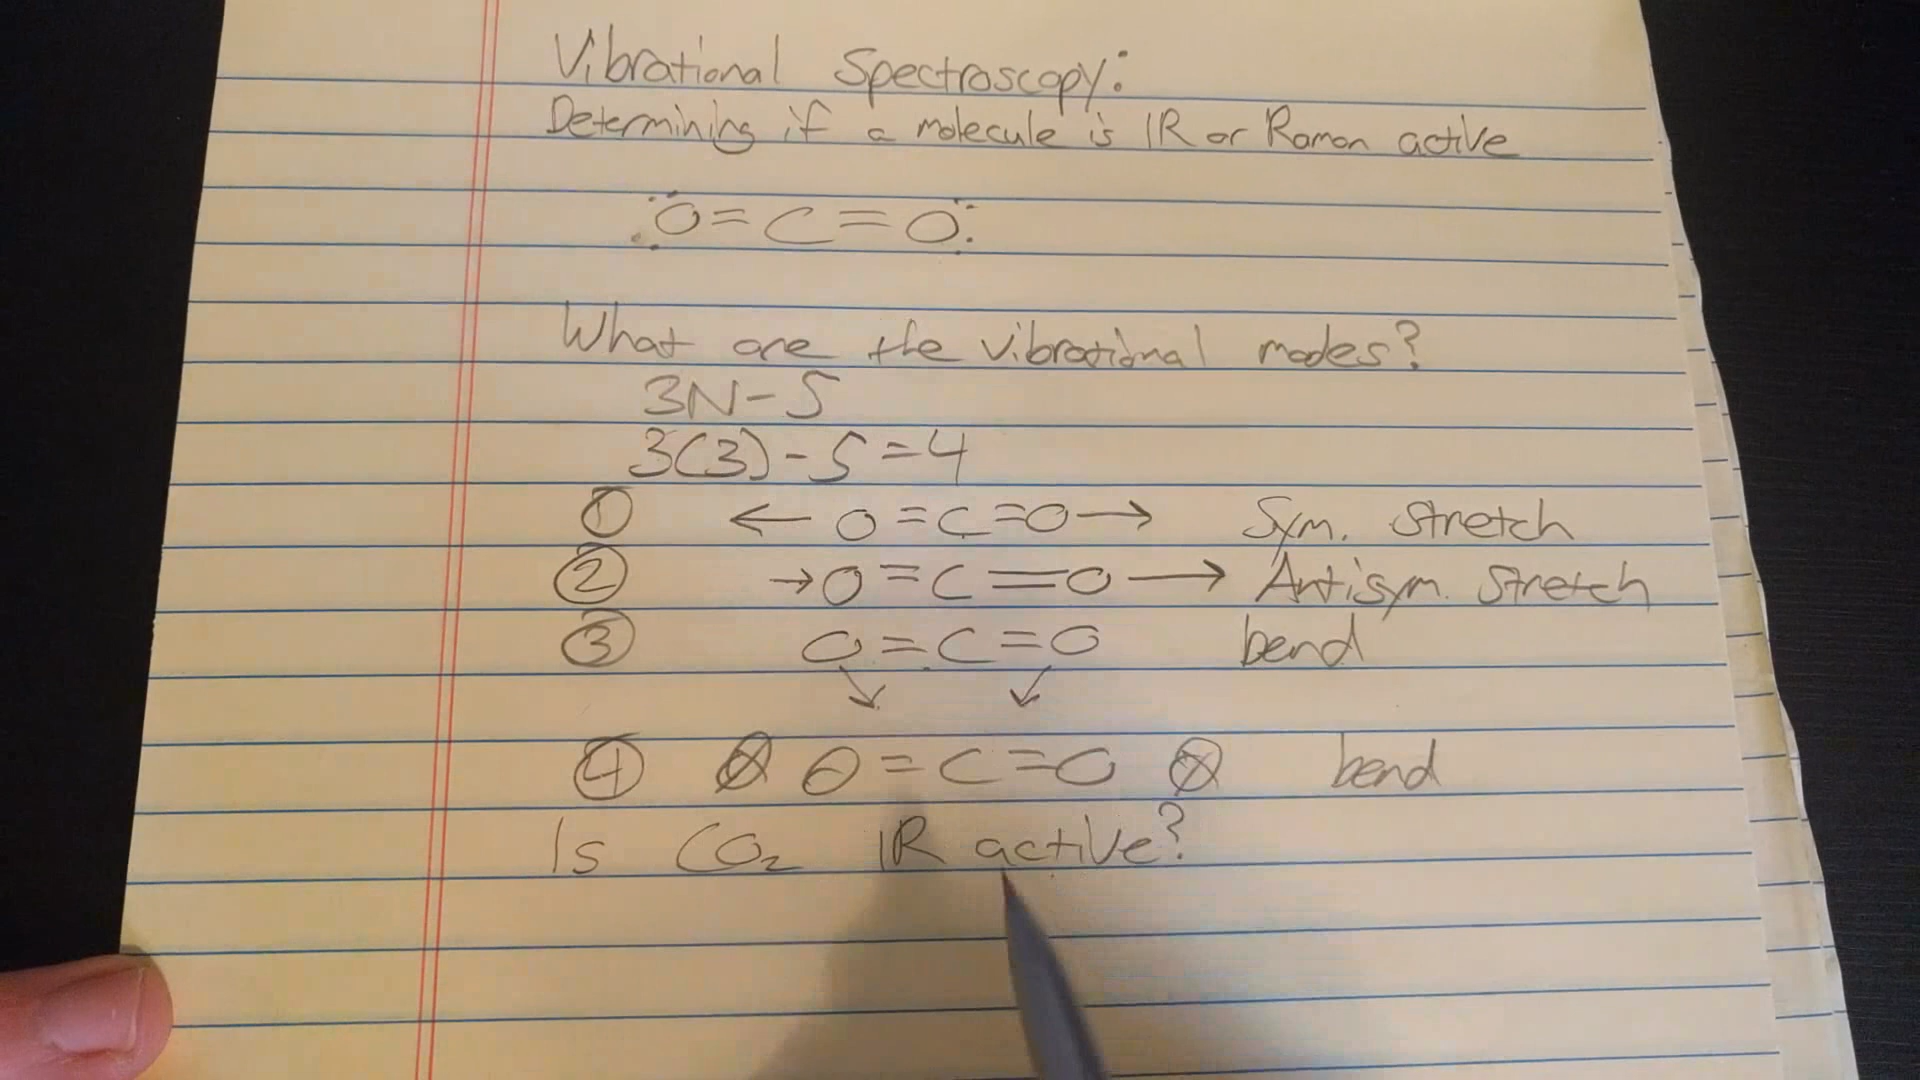 Vibrational Spectroscopy:
Determining if a molecule is IR or Raman active
:Ö=C=Ö:
What are the vibrational modes?
3N-5
3(3)-5=4
① ← O=C=O → Sym. Stretch
② →O=C=O → Antisym. Stretch
③ O=C=O bend
↘ ↙
④ ⊗ O=C=O ⊗ bend
Is CO₂ IR active?